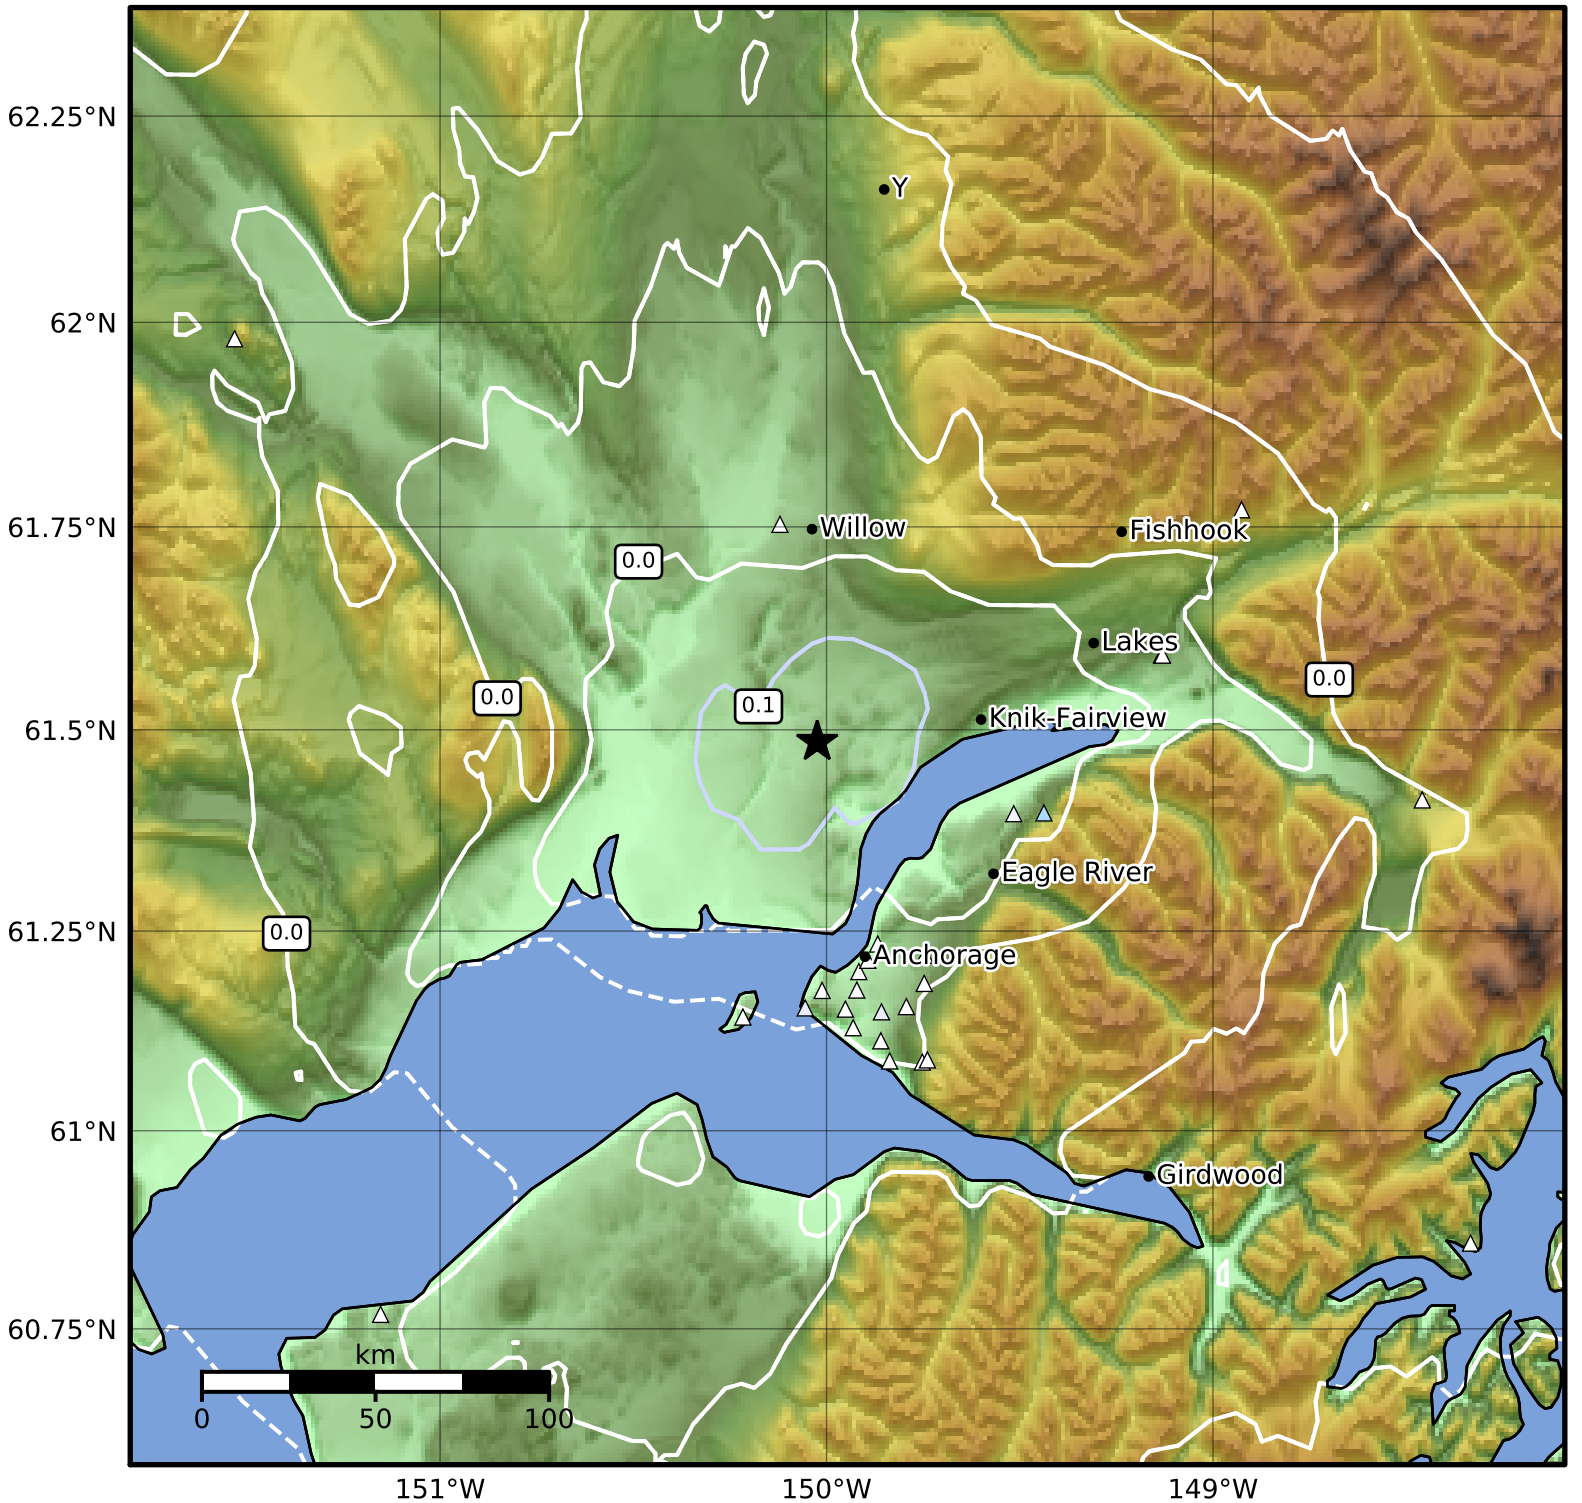 62.25°N
Y
62°N
61.75°N
Willow
Fishhook
0.0
Lakes
0.0
0.0
0.1
61.5°N
Knik-Fairview
Eagle River
61.25°N
0.0
Anchorage
61°N
Girdwood
60.75°N
km
0 50 100
151°W 150°W 149°W